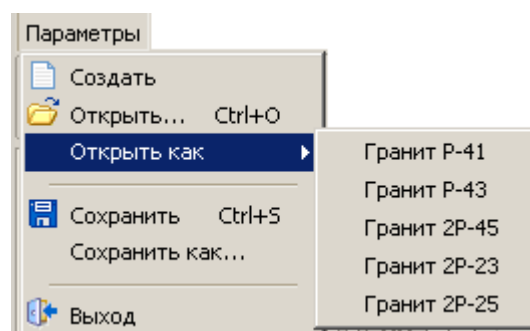 Параметры
Создать
Открыть... Ctrl+O
Открыть как
Гранит Р-41
Гранит Р-43
Гранит 2Р-45
Гранит 2Р-23
Гранит 2Р-25
Сохранить Ctrl+S
Сохранить как...
Выход